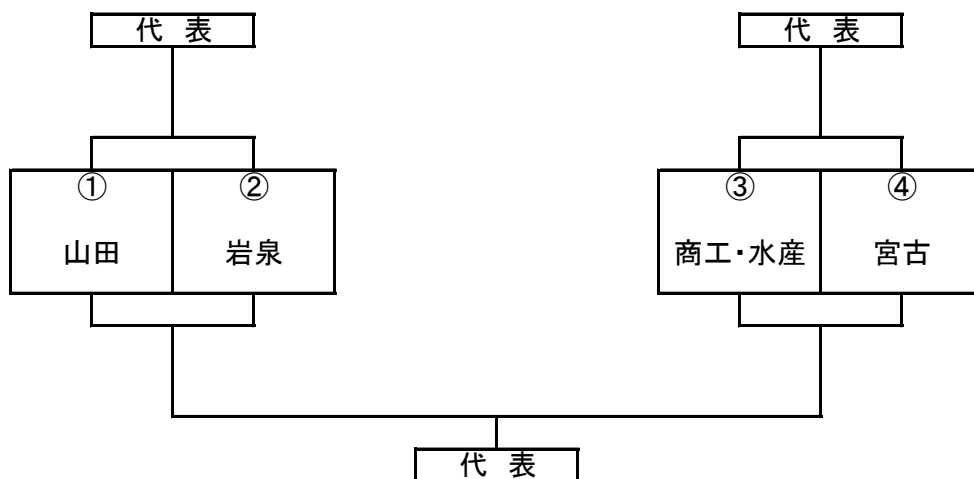 代 表
代 表
①
②
③
④
山田
岩泉
商工・水産
宮古
代 表